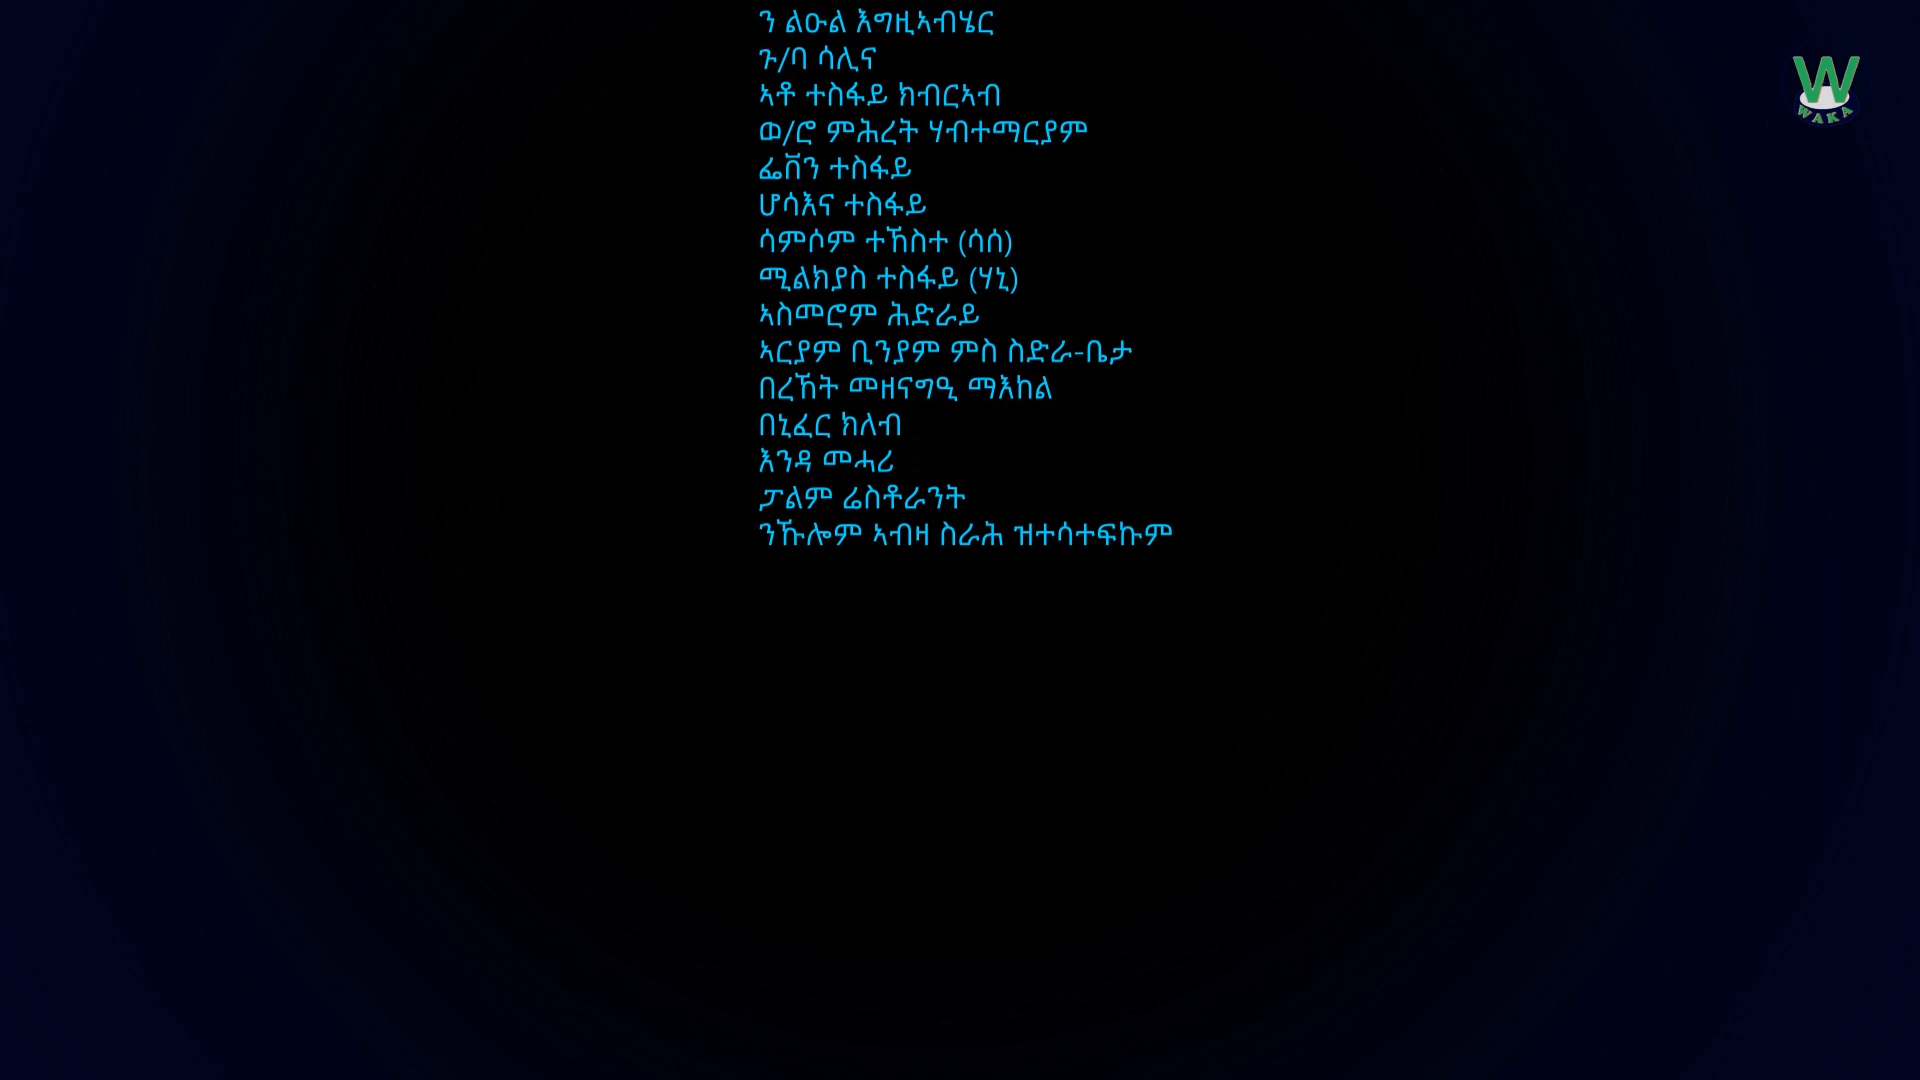 ን ልዑል እግዚኣብሄር
ጉ/ባ ሳሊና
ኣቶ ተስፋይ ክብርኣብ
ወ/ሮ ምሕረት ሃብተማርያም
ፌቨን ተስፋይ
ሆሳእና ተስፋይ
ሳምሶም ተኸስተ (ሳሰ)
ሚልክያስ ተስፋይ (ሃኒ)
ኣስመሮም ሕድራይ
ኣርያም ቢንያም ምስ ስድራ-ቤታ
በረኸት መዘናግዒ ማእከል
በኒፈር ክለብ
እንዳ መሓሪ
ፓልም ሬስቶራንት
ንኹሎም ኣብዛ ስራሕ ዝተሳተፍኩም
W
WAKA